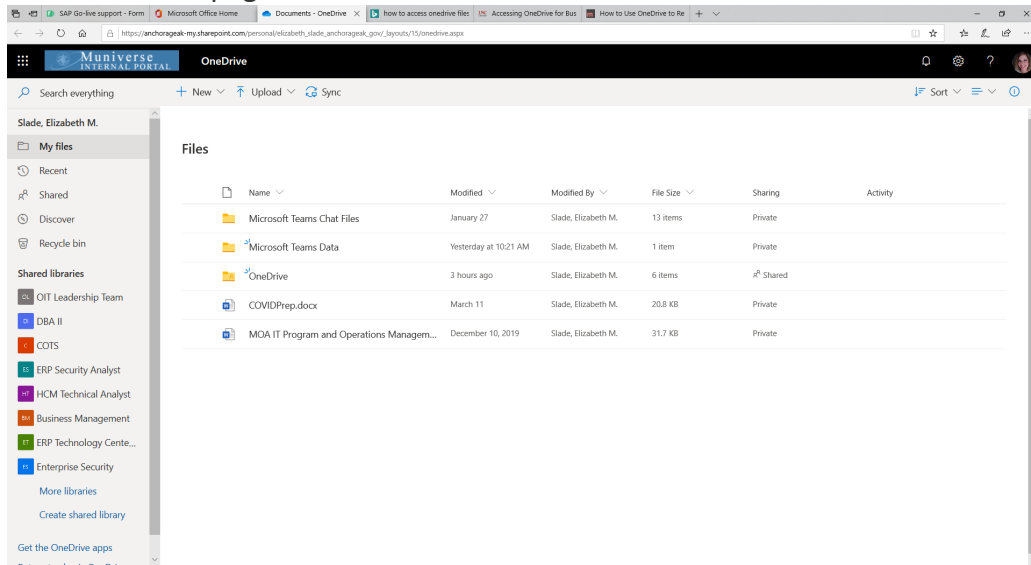 SAP Go-live support - Form
Microsoft Office Home
Documents - OneDrive
how to access onedrive files
Accessing OneDrive for Bus
How to Use OneDrive to Re
https://anchorageak-my.sharepoint.com/personal/elizabeth_slade_anchorageak_gov/_layouts/15/onedrive.aspx
Muniverse
INTERNAL PORTAL
OneDrive
Search everything
New
Upload
Sync
Sort
Slade, Elizabeth M.
My files
Recent
Shared
Discover
Recycle bin
Shared libraries
OL OIT Leadership Team
DI DBA II
C COTS
ES ERP Security Analyst
HT HCM Technical Analyst
BM Business Management
ET ERP Technology Cente...
ES Enterprise Security
More libraries
Create shared library
Get the OneDrive apps
Files
Name Modified Modified By File Size Sharing Activity
Microsoft Teams Chat Files January 27 Slade, Elizabeth M. 13 items Private
Microsoft Teams Data Yesterday at 10:21 AM Slade, Elizabeth M. 1 item Private
OneDrive 3 hours ago Slade, Elizabeth M. 6 items Shared
COVIDPrep.docx March 11 Slade, Elizabeth M. 20.8 KB Private
MOA IT Program and Operations Managem... December 10, 2019 Slade, Elizabeth M. 31.7 KB Private